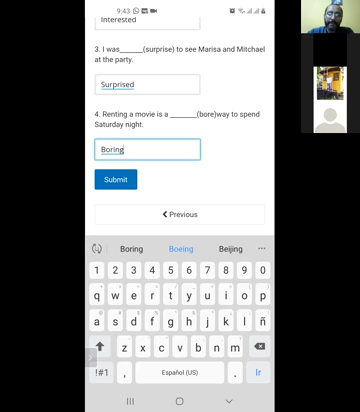 9:43
Interested
3. I was______(surprise) to see Marisa and Mitchael
at the party.
Surprised
4. Renting a movie is a _______(bore)way to spend
Saturday night.
Boring
Submit
Previous
Boring Boeing Beijing ...
1 2 3 4 5 6 7 8 9 0
q w e r t y u i o p
a s d f g h j k l ñ
z x c v b n m
!#1 , Español (US) . Ir